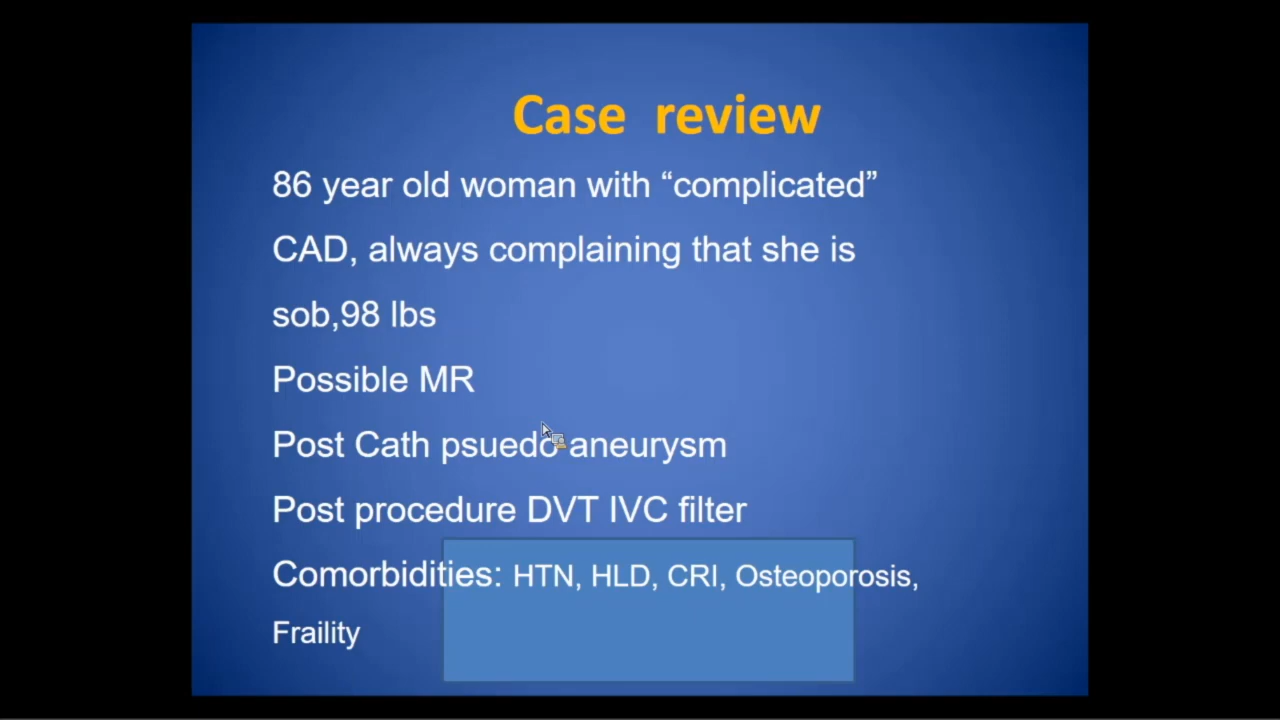 Case review
86 year old woman with “complicated”
CAD, always complaining that she is
sob,98 lbs
Possible MR
Post Cath psuedo aneurysm
Post procedure DVT IVC filter
Comorbidities: HTN, HLD, CRI, Osteoporosis,
Fraility